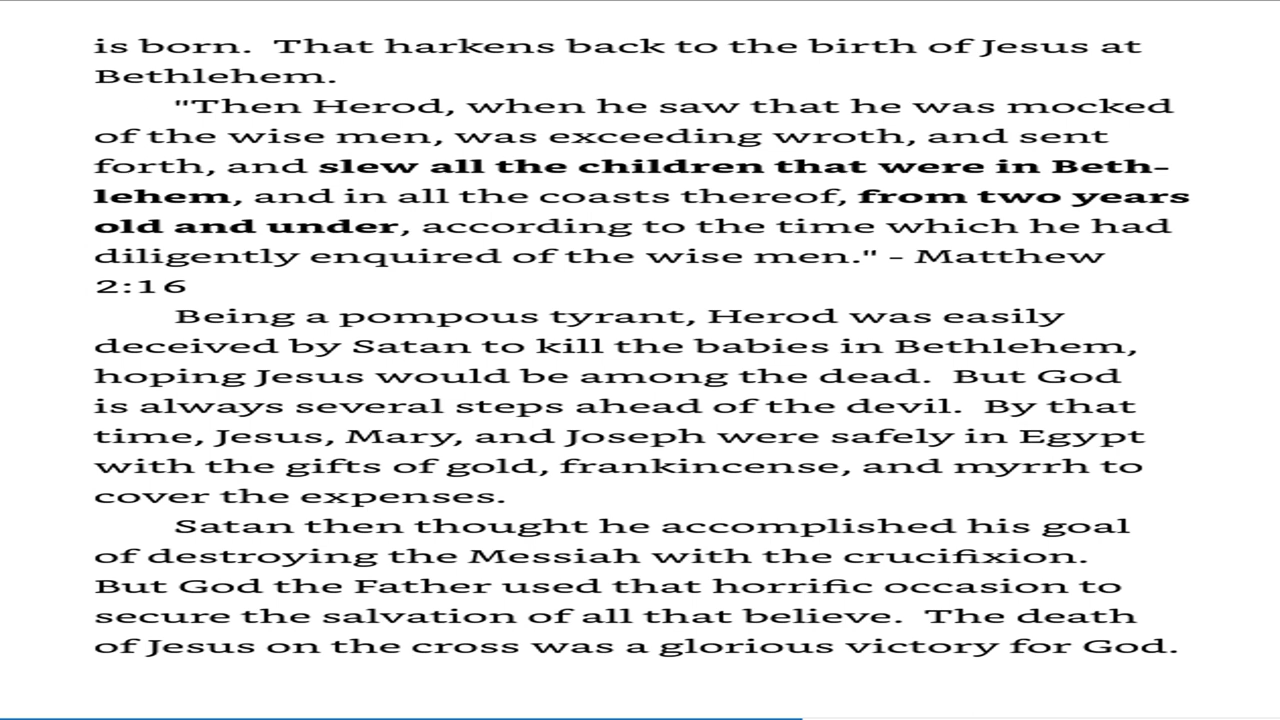 is born.  That harkens back to the birth of Jesus at
Bethlehem.
"Then Herod, when he saw that he was mocked
of the wise men, was exceeding wroth, and sent
forth, and slew all the children that were in Beth-
lehem, and in all the coasts thereof, from two years
old and under, according to the time which he had
diligently enquired of the wise men." - Matthew
2:16
Being a pompous tyrant, Herod was easily
deceived by Satan to kill the babies in Bethlehem,
hoping Jesus would be among the dead.  But God
is always several steps ahead of the devil.  By that
time, Jesus, Mary, and Joseph were safely in Egypt
with the gifts of gold, frankincense, and myrrh to
cover the expenses.
Satan then thought he accomplished his goal
of destroying the Messiah with the crucifixion.
But God the Father used that horrific occasion to
secure the salvation of all that believe.  The death
of Jesus on the cross was a glorious victory for God.